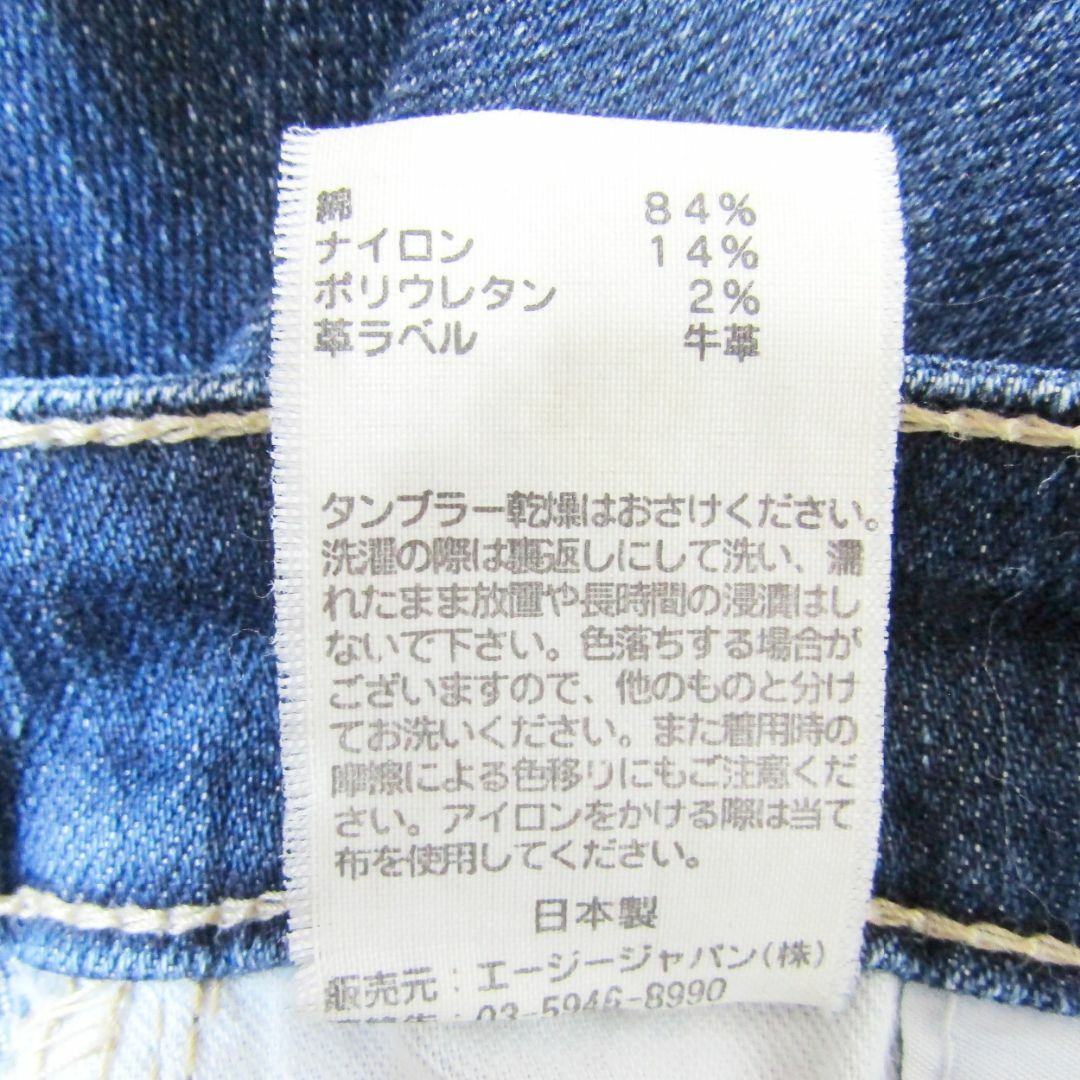 綿 84%
ナイロン 14%
ポリウレタン 2%
革ラベル 牛革
タンブラー乾燥はおさけください。
洗濯の際は裏返しにして洗い、濡
れたまま放置や長時間の浸漬はし
ないで下さい。色落ちする場合が
ございますので、他のものと分け
てお洗いください。また着用時の
摩擦による色移りにもご注意くだ
さい。アイロンをかける際は当て
布を使用してください。
日本製
販売元：エージージャパン(株)
03-5946-8990